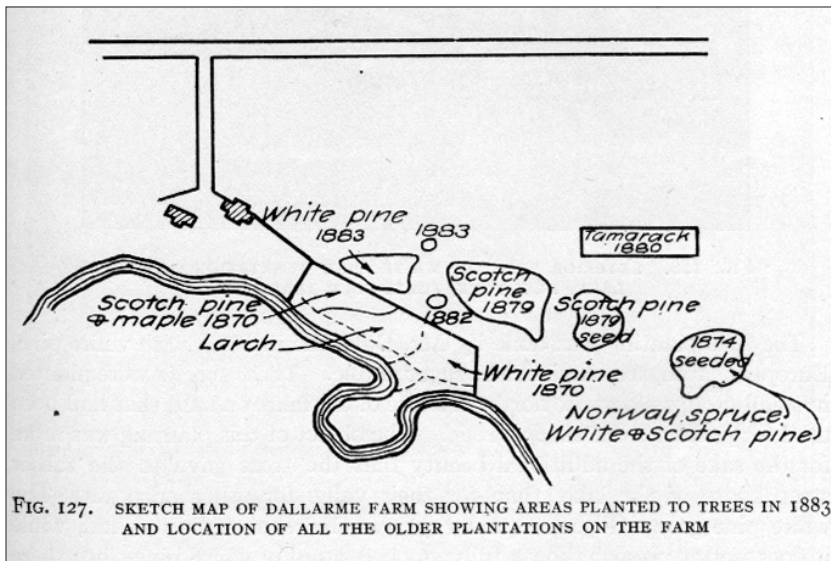 White pine
1883
1883
Tamarack
1880
Scotch
pine
1879
Scotch pine
1879
seed
Scotch pine
& maple 1870
1882
Larch
1874
seeded
White pine
1870
Norway spruce
White & Scotch pine
FIG. 127. SKETCH MAP OF DALLARME FARM SHOWING AREAS PLANTED TO TREES IN 1883
AND LOCATION OF ALL THE OLDER PLANTATIONS ON THE FARM